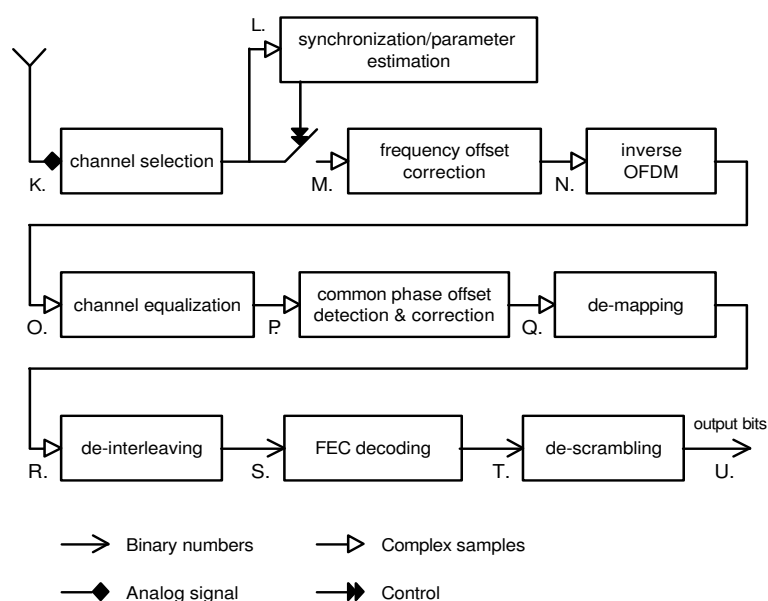 L.
synchronization/parameter
estimation
K.
channel selection
M.
frequency offset
correction
N.
inverse
OFDM
O.
channel equalization
P.
common phase offset
detection & correction
Q.
de-mapping
R.
de-interleaving
S.
FEC decoding
T.
de-scrambling
output bits
U.
Binary numbers
Complex samples
Analog signal
Control